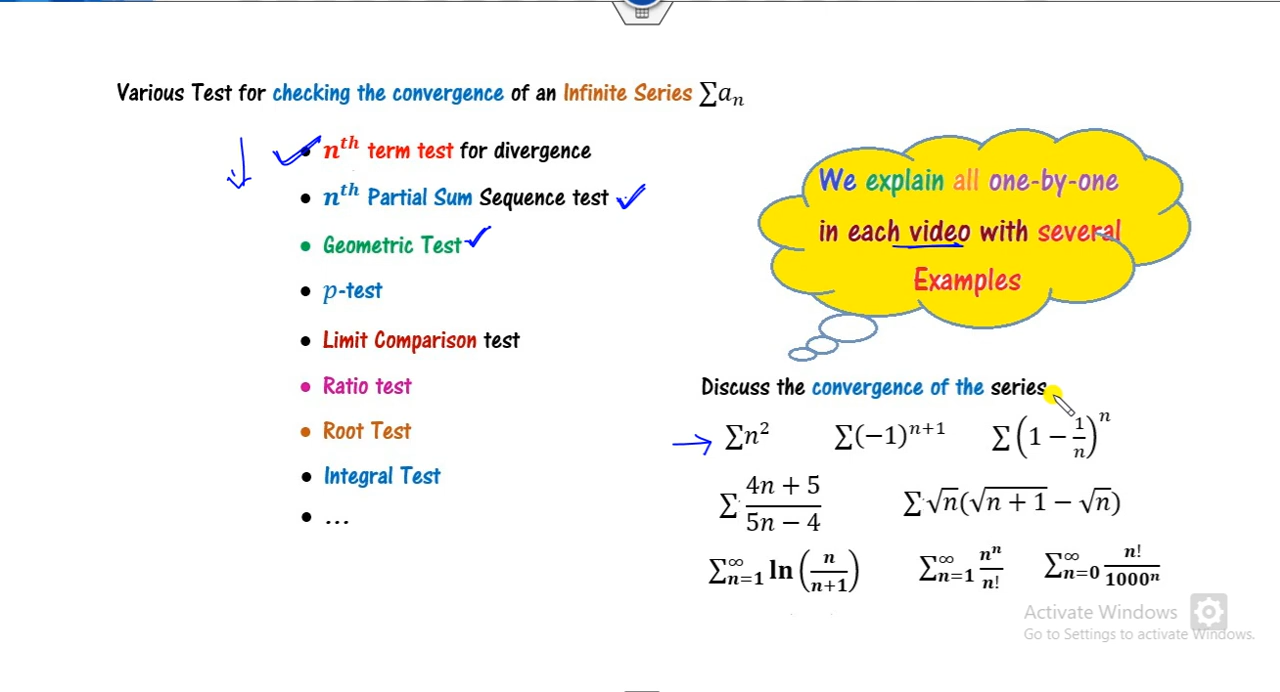 Various Test for checking the convergence of an Infinite Series ∑aₙ
• nᵗʰ term test for divergence
• nᵗʰ Partial Sum Sequence test
• Geometric Test
• p-test
• Limit Comparison test
• Ratio test
• Root Test
• Integral Test
• ...
We explain all one-by-one
in each video with several
Examples
Discuss the convergence of the series
∑n² ∑(−1)ⁿ⁺¹ ∑(1 − 1/n)ⁿ
∑ (4n + 5)/(5n − 4) ∑ √n(√(n + 1) − √n)
∑_{n=1}^{∞} ln(n/(n+1)) ∑_{n=1}^{∞} nⁿ/n! ∑_{n=0}^{∞} n!/1000ⁿ
Activate Windows
Go to Settings to activate Windows.